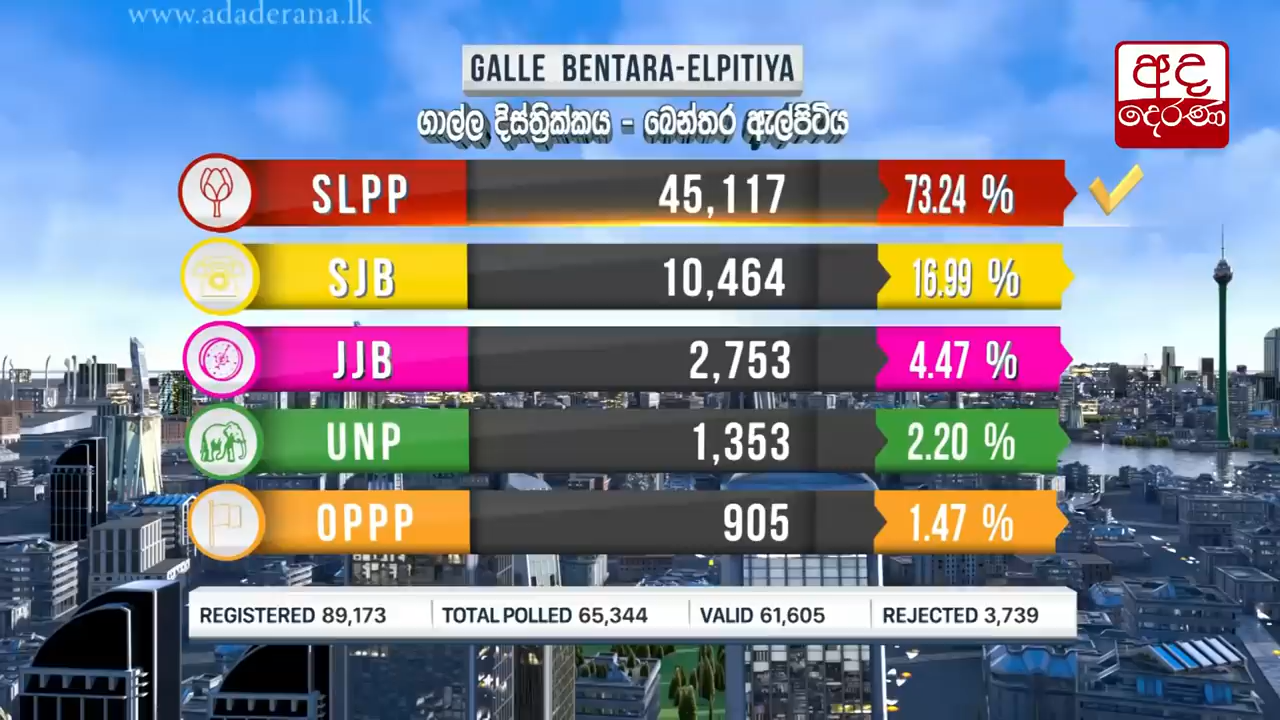 www.adaderana.lk
GALLE BENTARA-ELPITIYA
අද
දෙරණ
ගාල්ල දිස්ත්‍රික්කය - බෙන්තර ඇල්පිටිය
SLPP 45,117 73.24 %
SJB 10,464 16.99 %
JJB 2,753 4.47 %
UNP 1,353 2.20 %
OPPP 905 1.47 %
REGISTERED 89,173 TOTAL POLLED 65,344 VALID 61,605 REJECTED 3,739